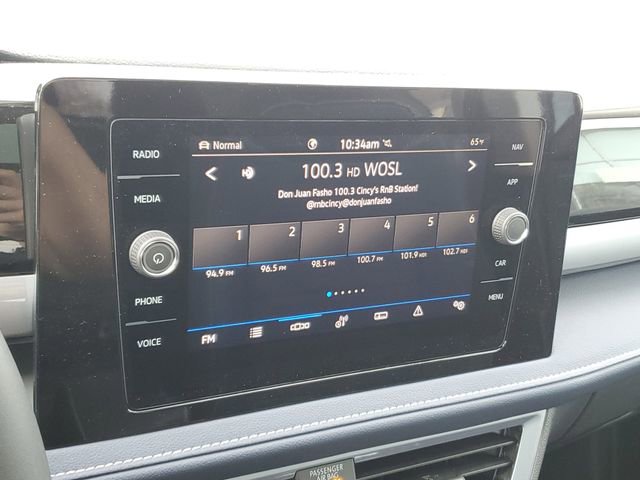 RADIO
MEDIA
PHONE
VOICE
Normal 10:34am 65°F
100.3 HD WOSL
Don Juan Fasho 100.3 Cincy's RnB Station!
@rnbcincy@donjuanfasho
1 2 3 4 5 6
94.9 FM 96.5 FM 98.5 FM 100.7 FM 101.9 HD1 102.7 HD1
FM
NAV
APP
CAR
MENU
PASSENGER
AIR BAG